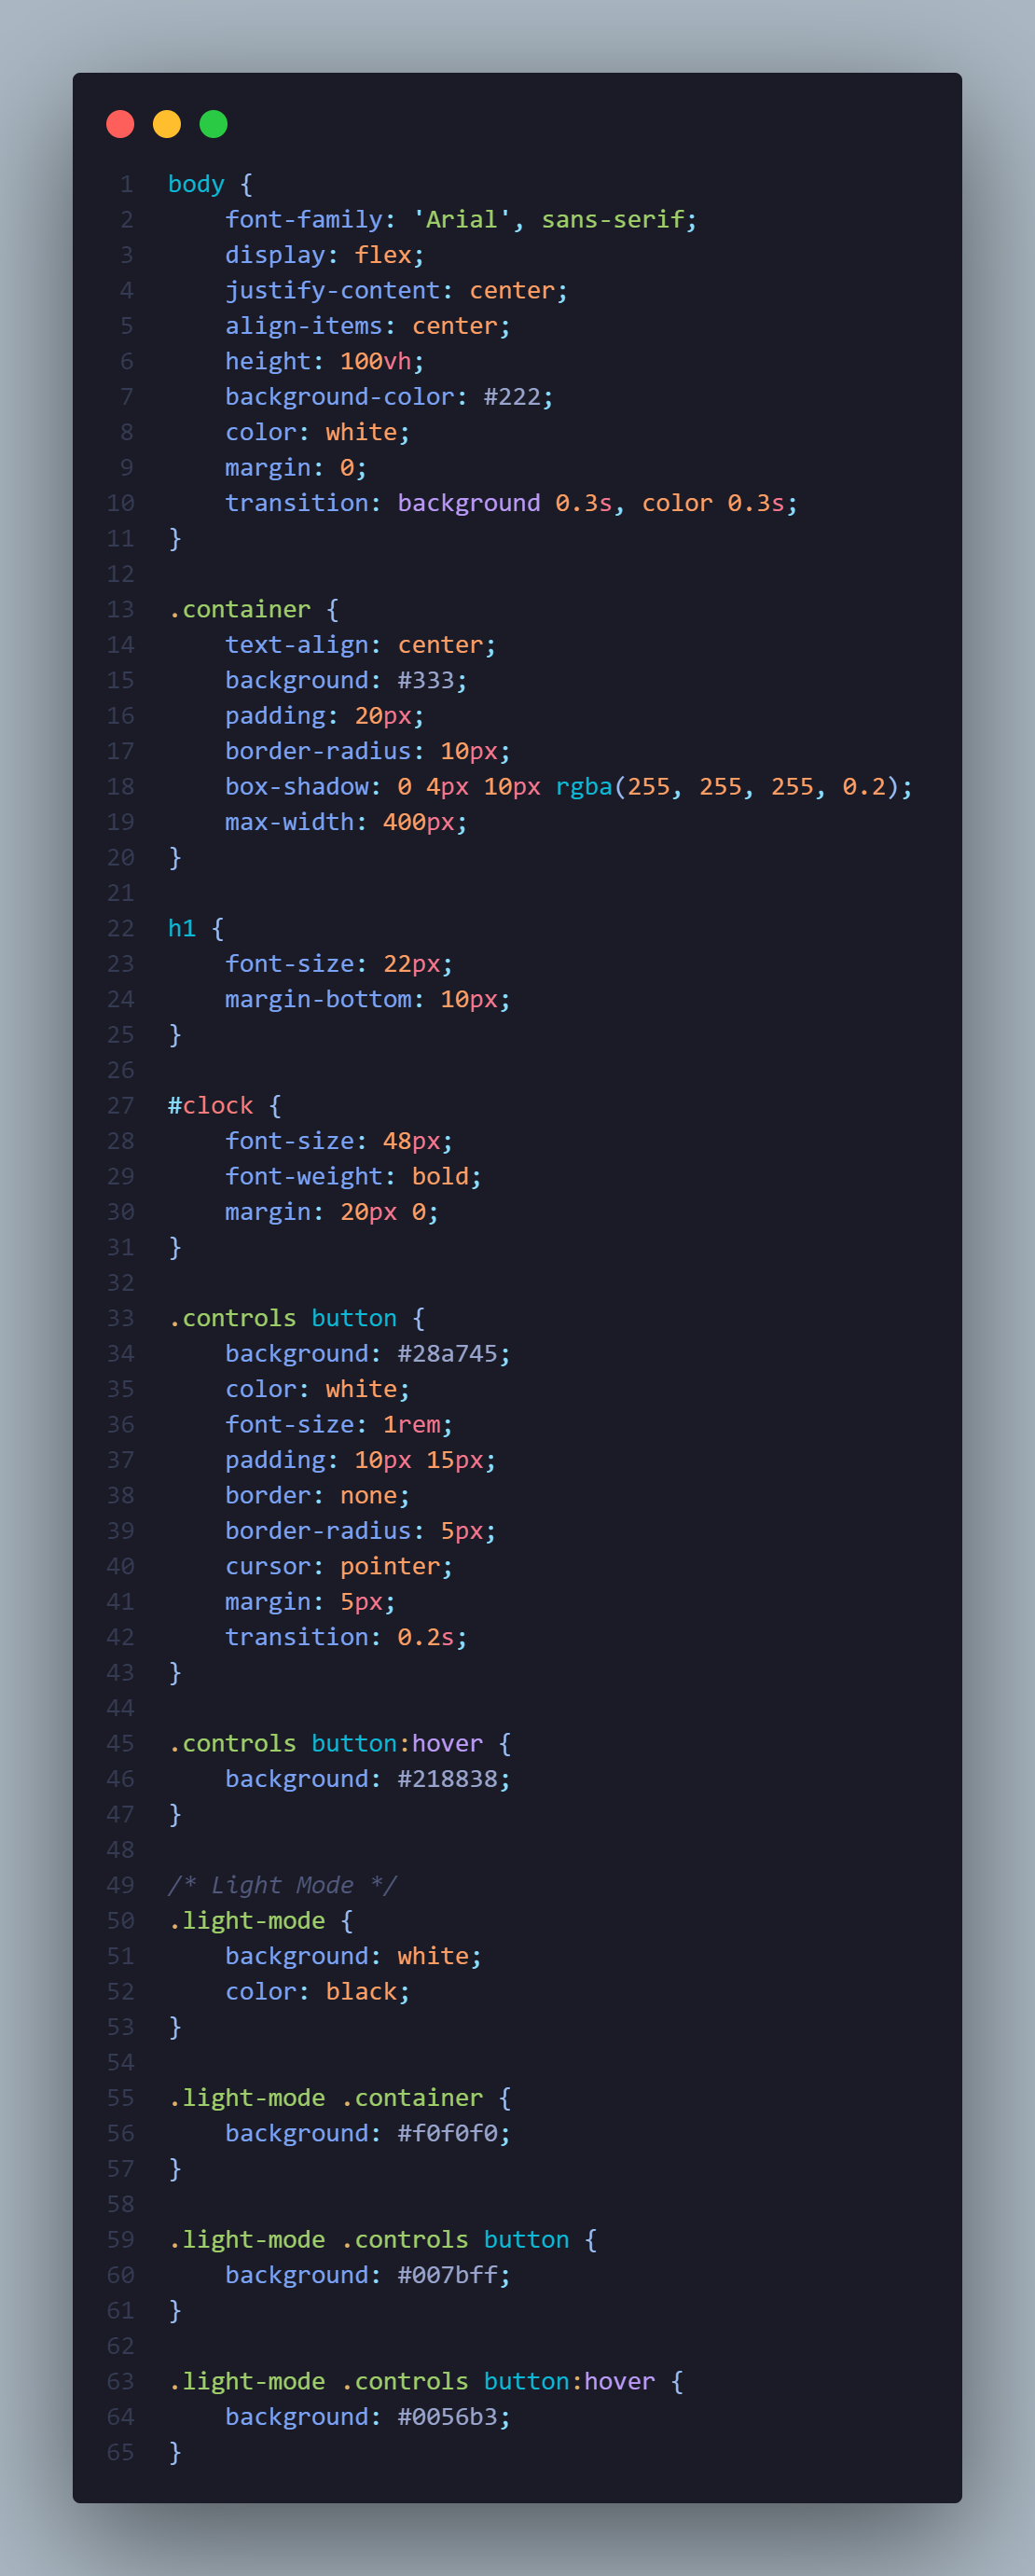 1 body {
2     font-family: 'Arial', sans-serif;
3     display: flex;
4     justify-content: center;
5     align-items: center;
6     height: 100vh;
7     background-color: #222;
8     color: white;
9     margin: 0;
10     transition: background 0.3s, color 0.3s;
11 }
12
13 .container {
14     text-align: center;
15     background: #333;
16     padding: 20px;
17     border-radius: 10px;
18     box-shadow: 0 4px 10px rgba(255, 255, 255, 0.2);
19     max-width: 400px;
20 }
21
22 h1 {
23     font-size: 22px;
24     margin-bottom: 10px;
25 }
26
27 #clock {
28     font-size: 48px;
29     font-weight: bold;
30     margin: 20px 0;
31 }
32
33 .controls button {
34     background: #28a745;
35     color: white;
36     font-size: 1rem;
37     padding: 10px 15px;
38     border: none;
39     border-radius: 5px;
40     cursor: pointer;
41     margin: 5px;
42     transition: 0.2s;
43 }
44
45 .controls button:hover {
46     background: #218838;
47 }
48
49 /* Light Mode */
50 .light-mode {
51     background: white;
52     color: black;
53 }
54
55 .light-mode .container {
56     background: #f0f0f0;
57 }
58
59 .light-mode .controls button {
60     background: #007bff;
61 }
62
63 .light-mode .controls button:hover {
64     background: #0056b3;
65 }